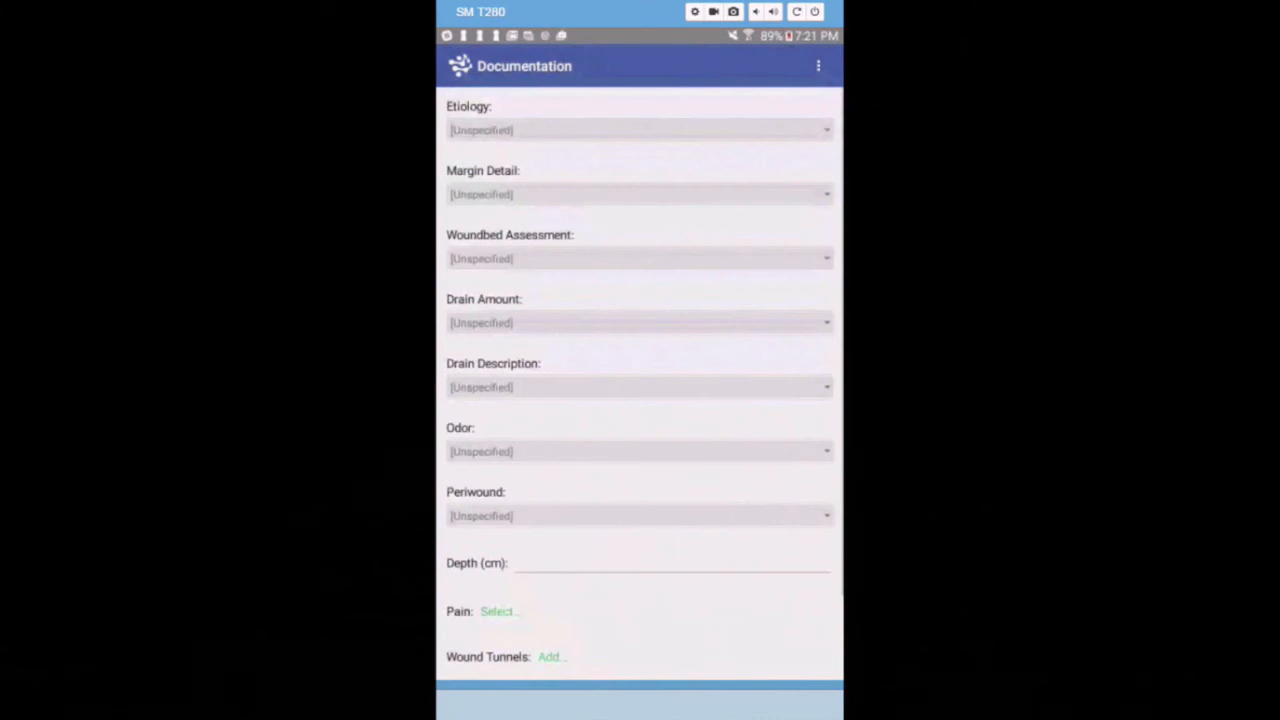 SM T280
89% 7:21 PM
Documentation
Etiology:
[Unspecified]
Margin Detail:
[Unspecified]
Woundbed Assessment:
[Unspecified]
Drain Amount:
[Unspecified]
Drain Description:
[Unspecified]
Odor:
[Unspecified]
Periwound:
[Unspecified]
Depth (cm):
Pain: Select...
Wound Tunnels: Add...